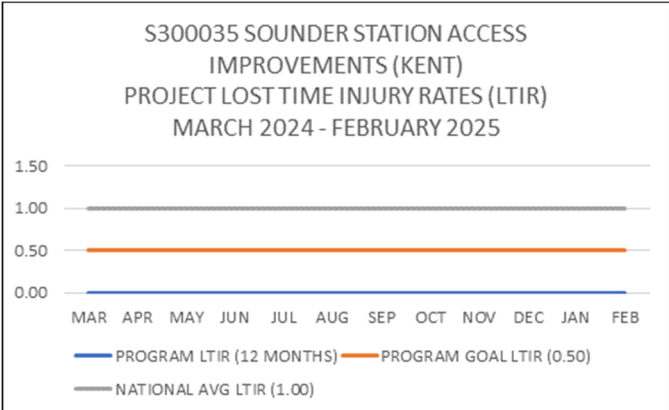 S300035 SOUNDER STATION ACCESS
IMPROVEMENTS (KENT)
PROJECT LOST TIME INJURY RATES (LTIR)
MARCH 2024 - FEBRUARY 2025
1.50
1.00
0.50
0.00
MAR APR MAY JUN JUL AUG SEP OCT NOV DEC JAN FEB
PROGRAM LTIR (12 MONTHS) PROGRAM GOAL LTIR (0.50)
NATIONAL AVG LTIR (1.00)